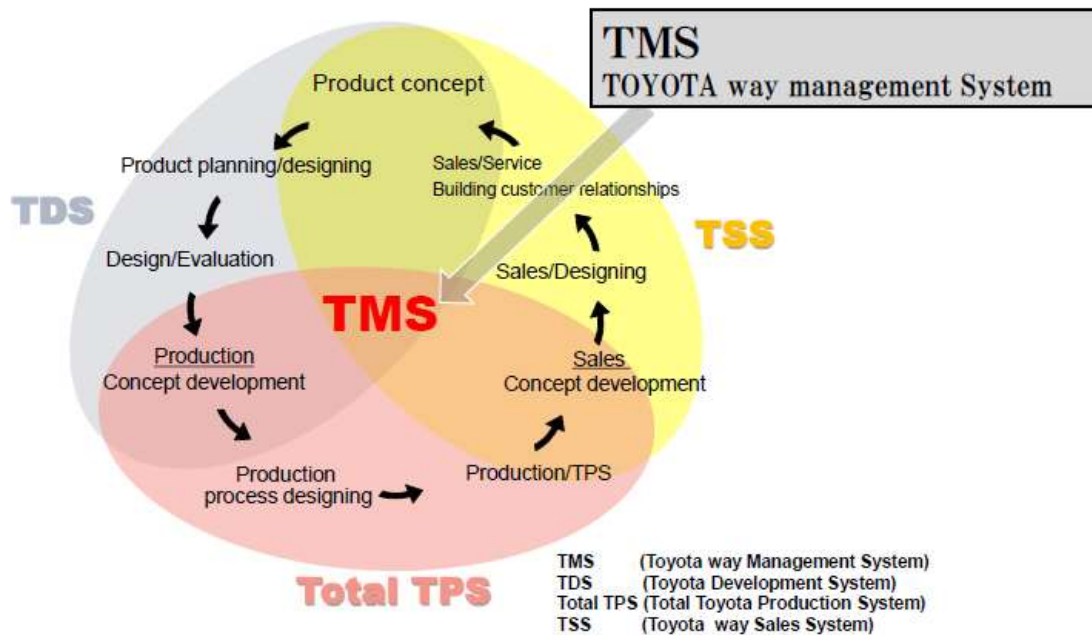 TMS
TOYOTA way management System
Product concept
Product planning/designing
Sales/Service
Building customer relationships
TDS
TSS
Design/Evaluation
Sales/Designing
TMS
Production
Concept development
Sales
Concept development
Production
process designing
Production/TPS
Total TPS
TMS (Toyota way Management System)
TDS (Toyota Development System)
Total TPS (Total Toyota Production System)
TSS (Toyota way Sales System)